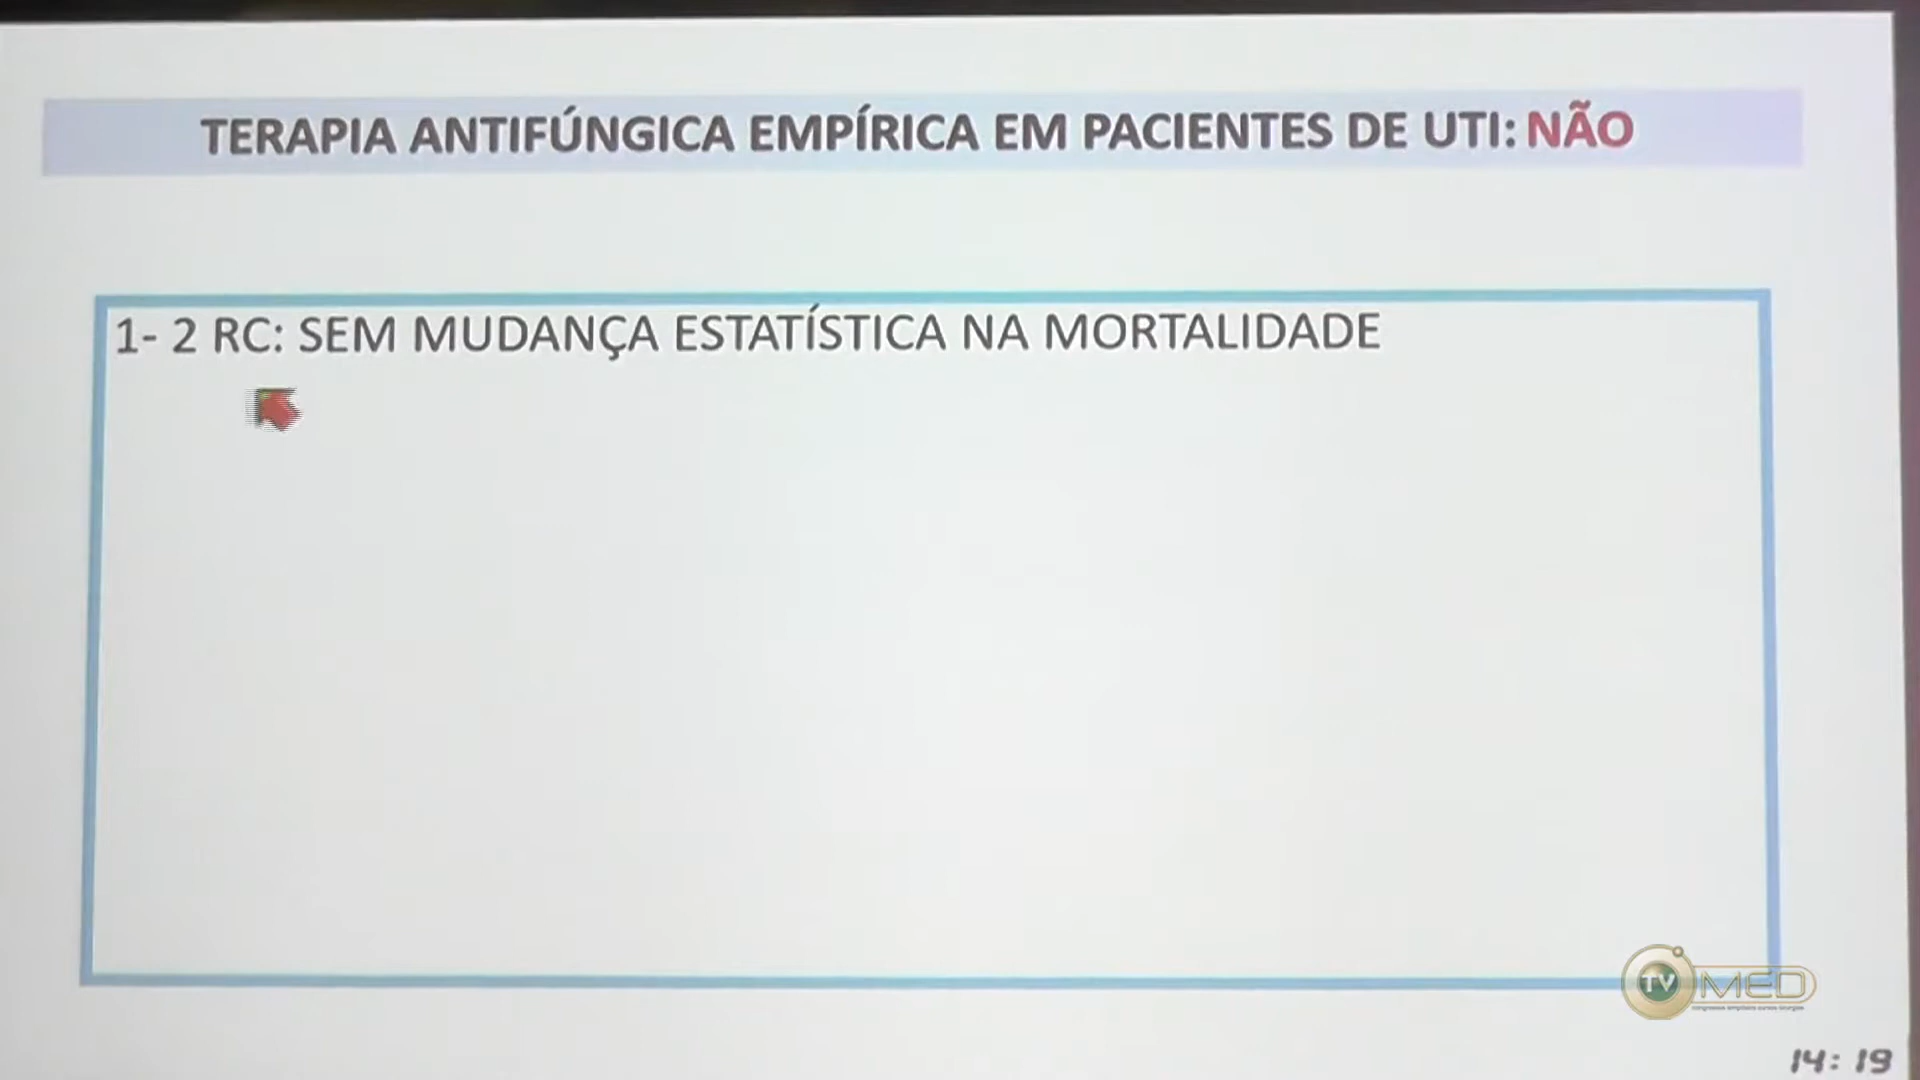 TERAPIA ANTIFÚNGICA EMPÍRICA EM PACIENTES DE UTI: NÃO
1- 2 RC: SEM MUDANÇA ESTATÍSTICA NA MORTALIDADE
TV MED
14:19